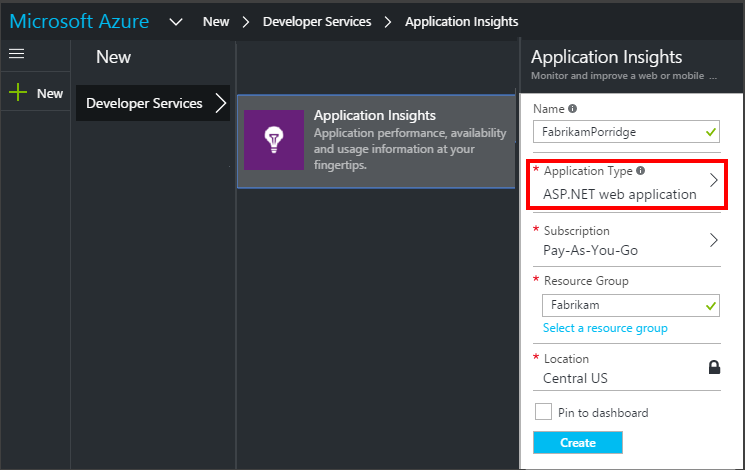 Microsoft Azure New Developer Services Application Insights
New
New
Developer Services
Application Insights
Application performance, availability
and usage information at your
fingertips.
Application Insights
Monitor and improve a web or mobile ...
Name
FabrikamPorridge
* Application Type
ASP.NET web application
* Subscription
Pay-As-You-Go
* Resource Group
Fabrikam
Select a resource group
* Location
Central US
Pin to dashboard
Create